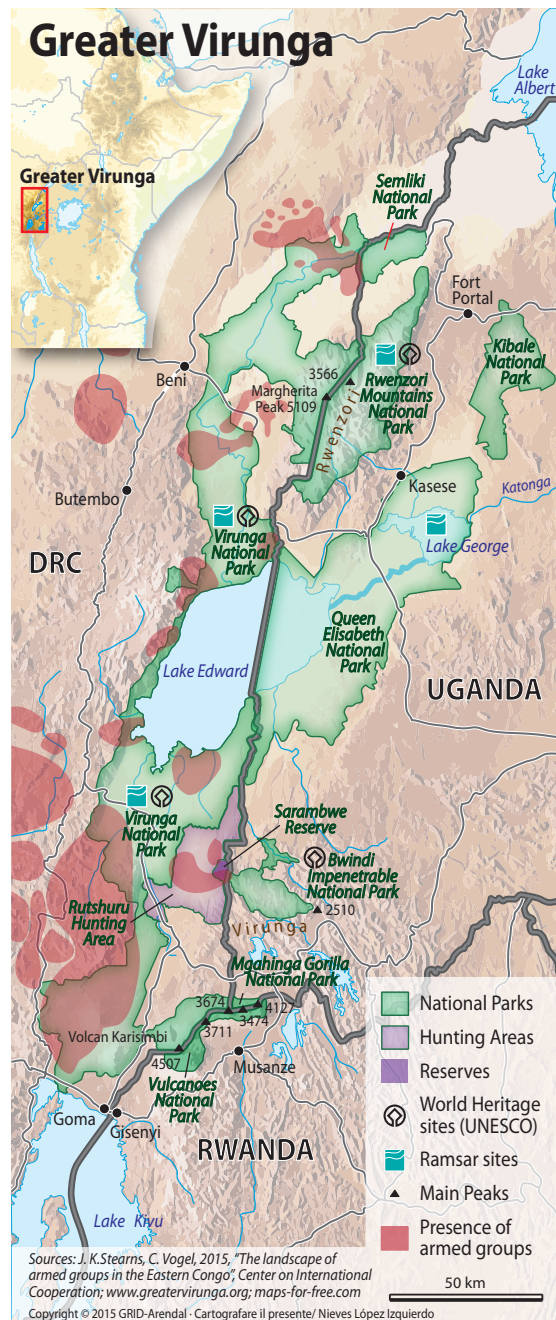 Greater Virunga
Lake
Albert
Greater Virunga
Semliki
National
Park
Fort
Portal
Kibale
National
Park
3566
Beni
Margherita
Peak 5109
Rwenzori
Mountains
National
Park
Rwenzori
Kasese
Butembo
Katonga
Virunga
National
Park
Lake George
DRC
Queen
Elisabeth
National
Park
Lake Edward
UGANDA
Virunga
National
Park
Sarambwe
Reserve
Bwindi
Impenetrable
National Park
2510
Rutshuru
Hunting
Area
Virunga
Mgahinga Gorilla
National Park
3674
4127
3474
3711
Volcan Karisimbi
4507
Musanze
Vulcanoes
National
Park
Goma
Gisenyi
RWANDA
Lake Kivu
National Parks
Hunting Areas
Reserves
World Heritage
sites (UNESCO)
Ramsar sites
Main Peaks
Presence of
armed groups
50 km
Sources: J. K.Stearns, C. Vogel, 2015, "The landscape of
armed groups in the Eastern Congo", Center on International
Cooperation; www.greatervirunga.org; maps-for-free.com
Copyright © 2015 GRID-Arendal · Cartografare il presente/ Nieves López Izquierdo